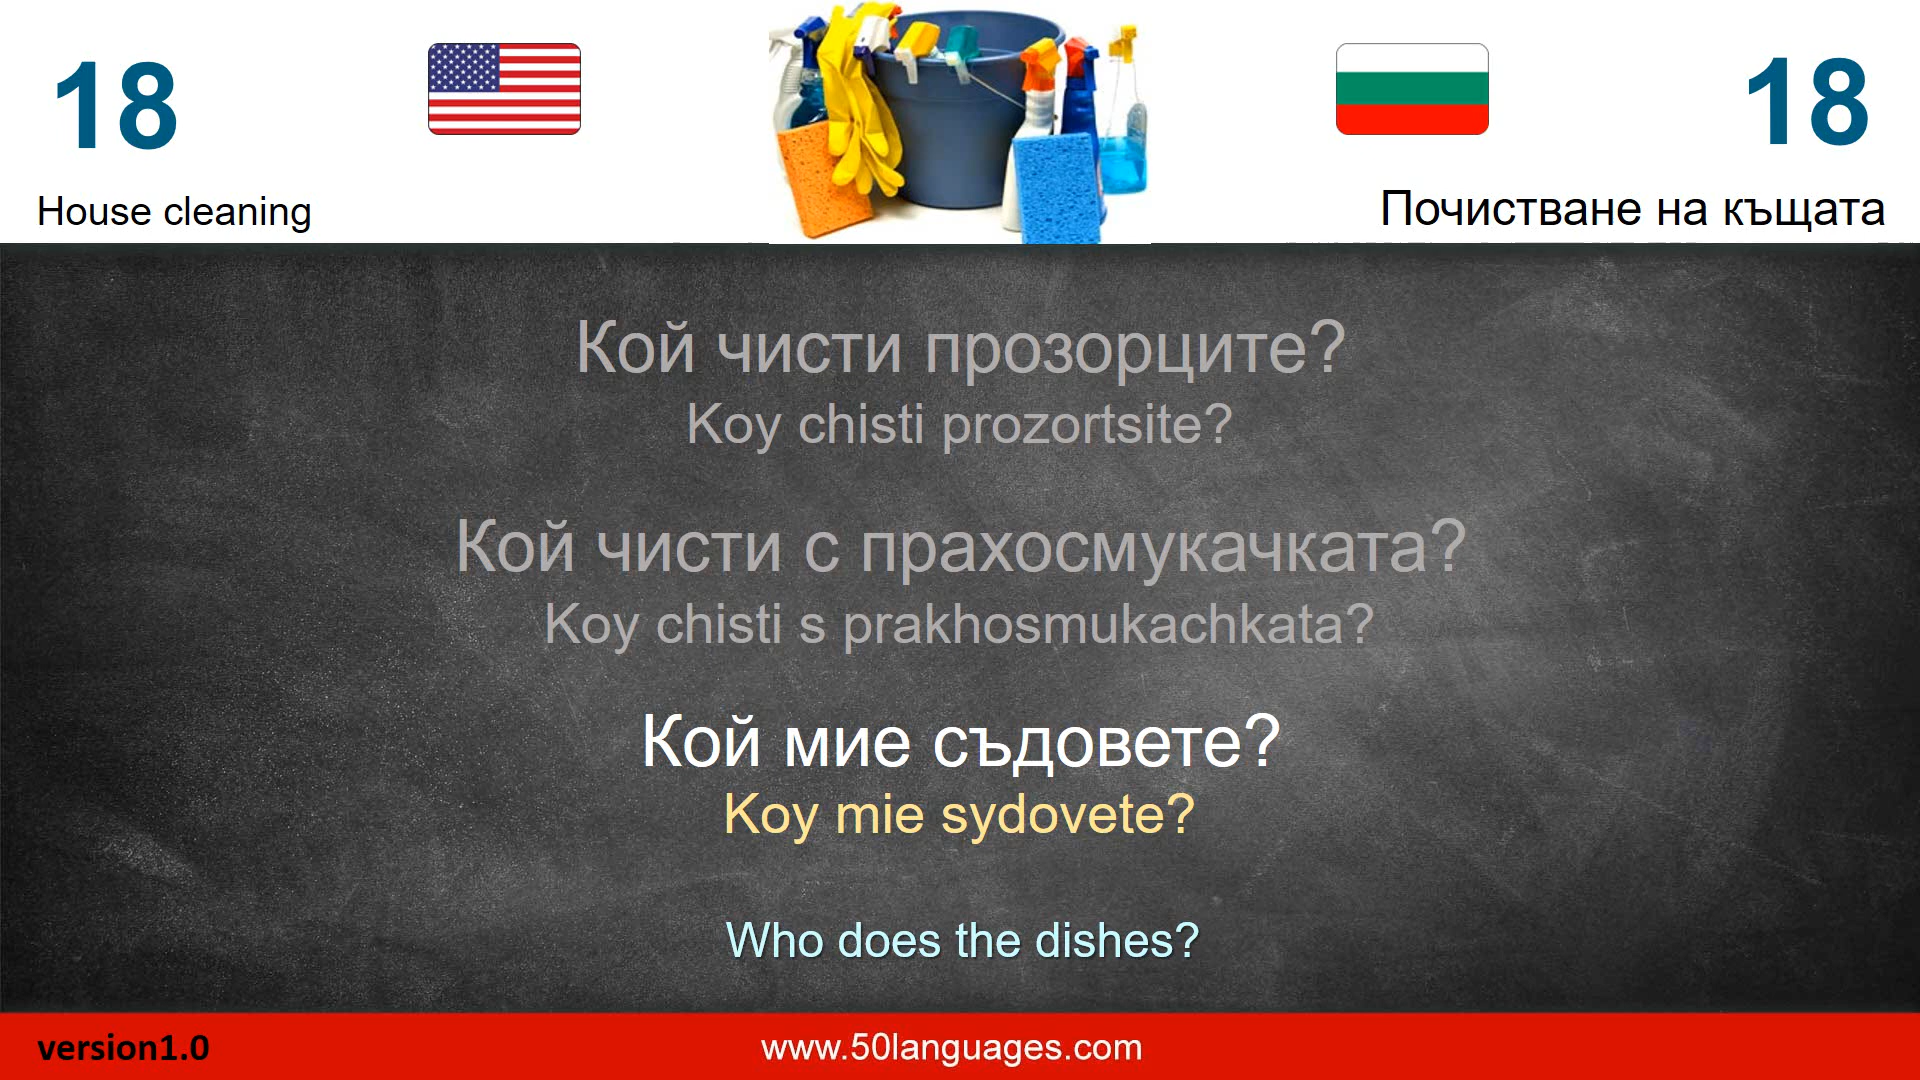 18
18
House cleaning
Почистване на къщата
Кой чисти прозорците?
Koy chisti prozortsite?
Кой чисти с прахосмукачката?
Koy chisti s prakhosmukachkata?
Кой мие съдовете?
Koy mie sydovete?
Who does the dishes?
version1.0
www.50languages.com